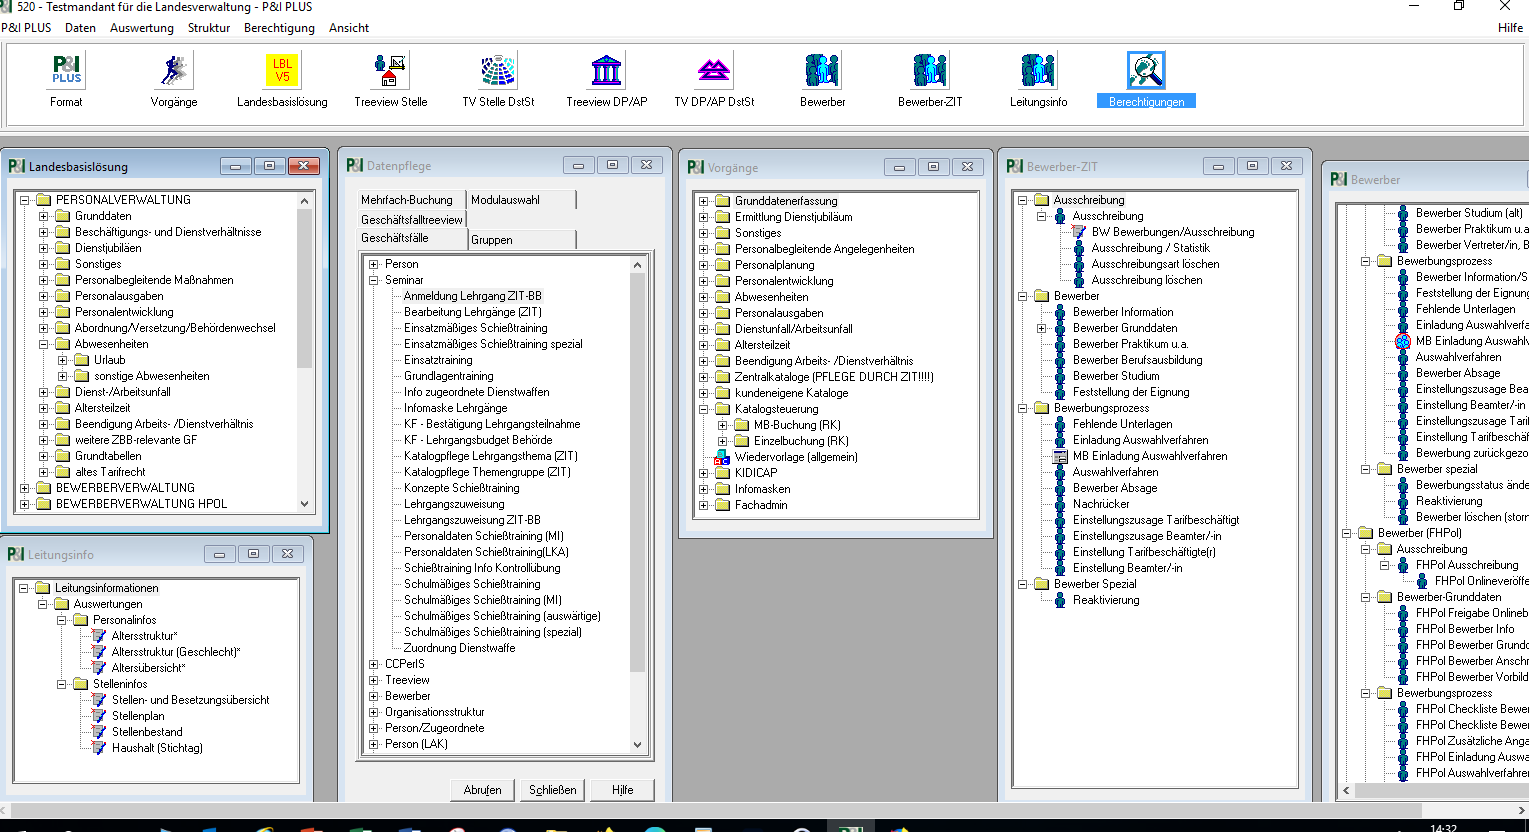 520 - Testmandant für die Landesverwaltung - P&I PLUS
P&I PLUS Daten Auswertung Struktur Berechtigung Ansicht Hilfe
P&I PLUS LBL V5
Format Vorgänge Landesbasislösung Treeview Stelle TV Stelle DstSt Treeview DP/AP TV DP/AP DstSt Bewerber Bewerber-ZIT Leitungsinfo Berechtigungen
P&I Landesbasislösung
PERSONALVERWALTUNG
Grunddaten
Beschäftigungs- und Dienstverhältnisse
Dienstjubiläen
Sonstiges
Personalbegleitende Maßnahmen
Personalausgaben
Personalentwicklung
Abordnung/Versetzung/Behördenwechsel
Abwesenheiten
Urlaub
sonstige Abwesenheiten
Dienst-/Arbeitsunfall
Altersteilzeit
Beendigung Arbeits- /Dienstverhältnis
weitere ZBB-relevante GF
Grundtabellen
altes Tarifrecht
BEWERBERVERWALTUNG
BEWERBERVERWALTUNG HPOL
P&I Leitungsinfo
Leitungsinformationen
Auswertungen
Personalinfos
Altersstruktur*
Altersstruktur (Geschlecht)*
Altersübersicht*
Stelleninfos
Stellen- und Besetzungsübersicht
Stellenplan
Stellenbestand
Haushalt (Stichtag)
P&I Datenpflege
Mehrfach-Buchung Modulauswahl
Geschäftsfalltreeview
Geschäftsfälle Gruppen
Person
Seminar
Anmeldung Lehrgang ZIT-BB
Bearbeitung Lehrgänge (ZIT)
Einsatzmäßiges Schießtraining
Einsatzmäßiges Schießtraining spezial
Einsatztraining
Grundlagentraining
Info zugeordnete Dienstwaffen
Infomaske Lehrgänge
KF - Bestätigung Lehrgangsteilnahme
KF - Lehrgangsbudget Behörde
Katalogpflege Lehrgangsthema (ZIT)
Katalogpflege Themengruppe (ZIT)
Konzepte Schießtraining
Lehrgangszuweisung
Lehrgangszuweisung ZIT-BB
Personaldaten Schießtraining (MI)
Personaldaten Schießtraining(LKA)
Schießtraining Info Kontrollübung
Schulmäßiges Schießtraining
Schulmäßiges Schießtraining (MI)
Schulmäßiges Schießtraining (auswärtige)
Schulmäßiges Schießtraining (spezial)
Zuordnung Dienstwaffe
CCPerIS
Treeview
Bewerber
Organisationsstruktur
Person/Zugeordnete
Person (LAK)
Abrufen Schließen Hilfe
P&I Vorgänge
Grunddatenerfassung
Ermittlung Dienstjubiläum
Sonstiges
Personalbegleitende Angelegenheiten
Personalplanung
Personalentwicklung
Abwesenheiten
Personalausgaben
Dienstunfall/Arbeitsunfall
Altersteilzeit
Beendigung Arbeits- /Dienstverhältnis
Zentralkataloge (PFLEGE DURCH ZIT!!!!)
kundeneigene Kataloge
Katalogsteuerung
MB-Buchung (RK)
Einzelbuchung (RK)
Wiedervorlage (allgemein)
KIDICAP
Infomasken
Fachadmin
P&I Bewerber-ZIT
Ausschreibung
Ausschreibung
BW Bewerbungen/Ausschreibung
Ausschreibung / Statistik
Ausschreibungsart löschen
Ausschreibung löschen
Bewerber
Bewerber Information
Bewerber Grunddaten
Bewerber Praktikum u.a.
Bewerber Berufsausbildung
Bewerber Studium
Feststellung der Eignung
Bewerbungsprozess
Fehlende Unterlagen
Einladung Auswahlverfahren
MB Einladung Auswahlverfahren
Auswahlverfahren
Bewerber Absage
Nachrücker
Einstellungszusage Tarifbeschäftigt
Einstellungszusage Beamter/-in
Einstellung Tarifbeschäftigte(r)
Einstellung Beamter/-in
Bewerber Spezial
Reaktivierung
P&I Bewerber
Bewerber Studium (alt)
Bewerber Praktikum u.a
Bewerber Vertreter/in, B
Bewerbungsprozess
Bewerber Information/S
Feststellung der Eignung
Fehlende Unterlagen
Einladung Auswahlverfa
MB Einladung Auswahlv
Auswahlverfahren
Bewerber Absage
Einstellungszusage Bea
Einstellung Beamter/-in
Einstellungszusage Tarif
Einstellung Tarifbeschäf
Bewerbung zurückgezo
Bewerber spezial
Bewerbungsstatus ände
Reaktivierung
Bewerber löschen (storn
Bewerber (FHPol)
Ausschreibung
FHPol Ausschreibung
FHPol Onlineveröffe
Bewerber-Grunddaten
FHPol Freigabe Onlineb
FHPol Bewerber Info
FHPol Bewerber Grundd
FHPol Bewerber Anschr
FHPol Bewerber Vorbild
Bewerbungsprozess
FHPol Checkliste Bewer
FHPol Checkliste Bewer
FHPol Zusätzliche Anga
FHPol Einladung Auswa
FHPol Auswahlverfahren
14:32